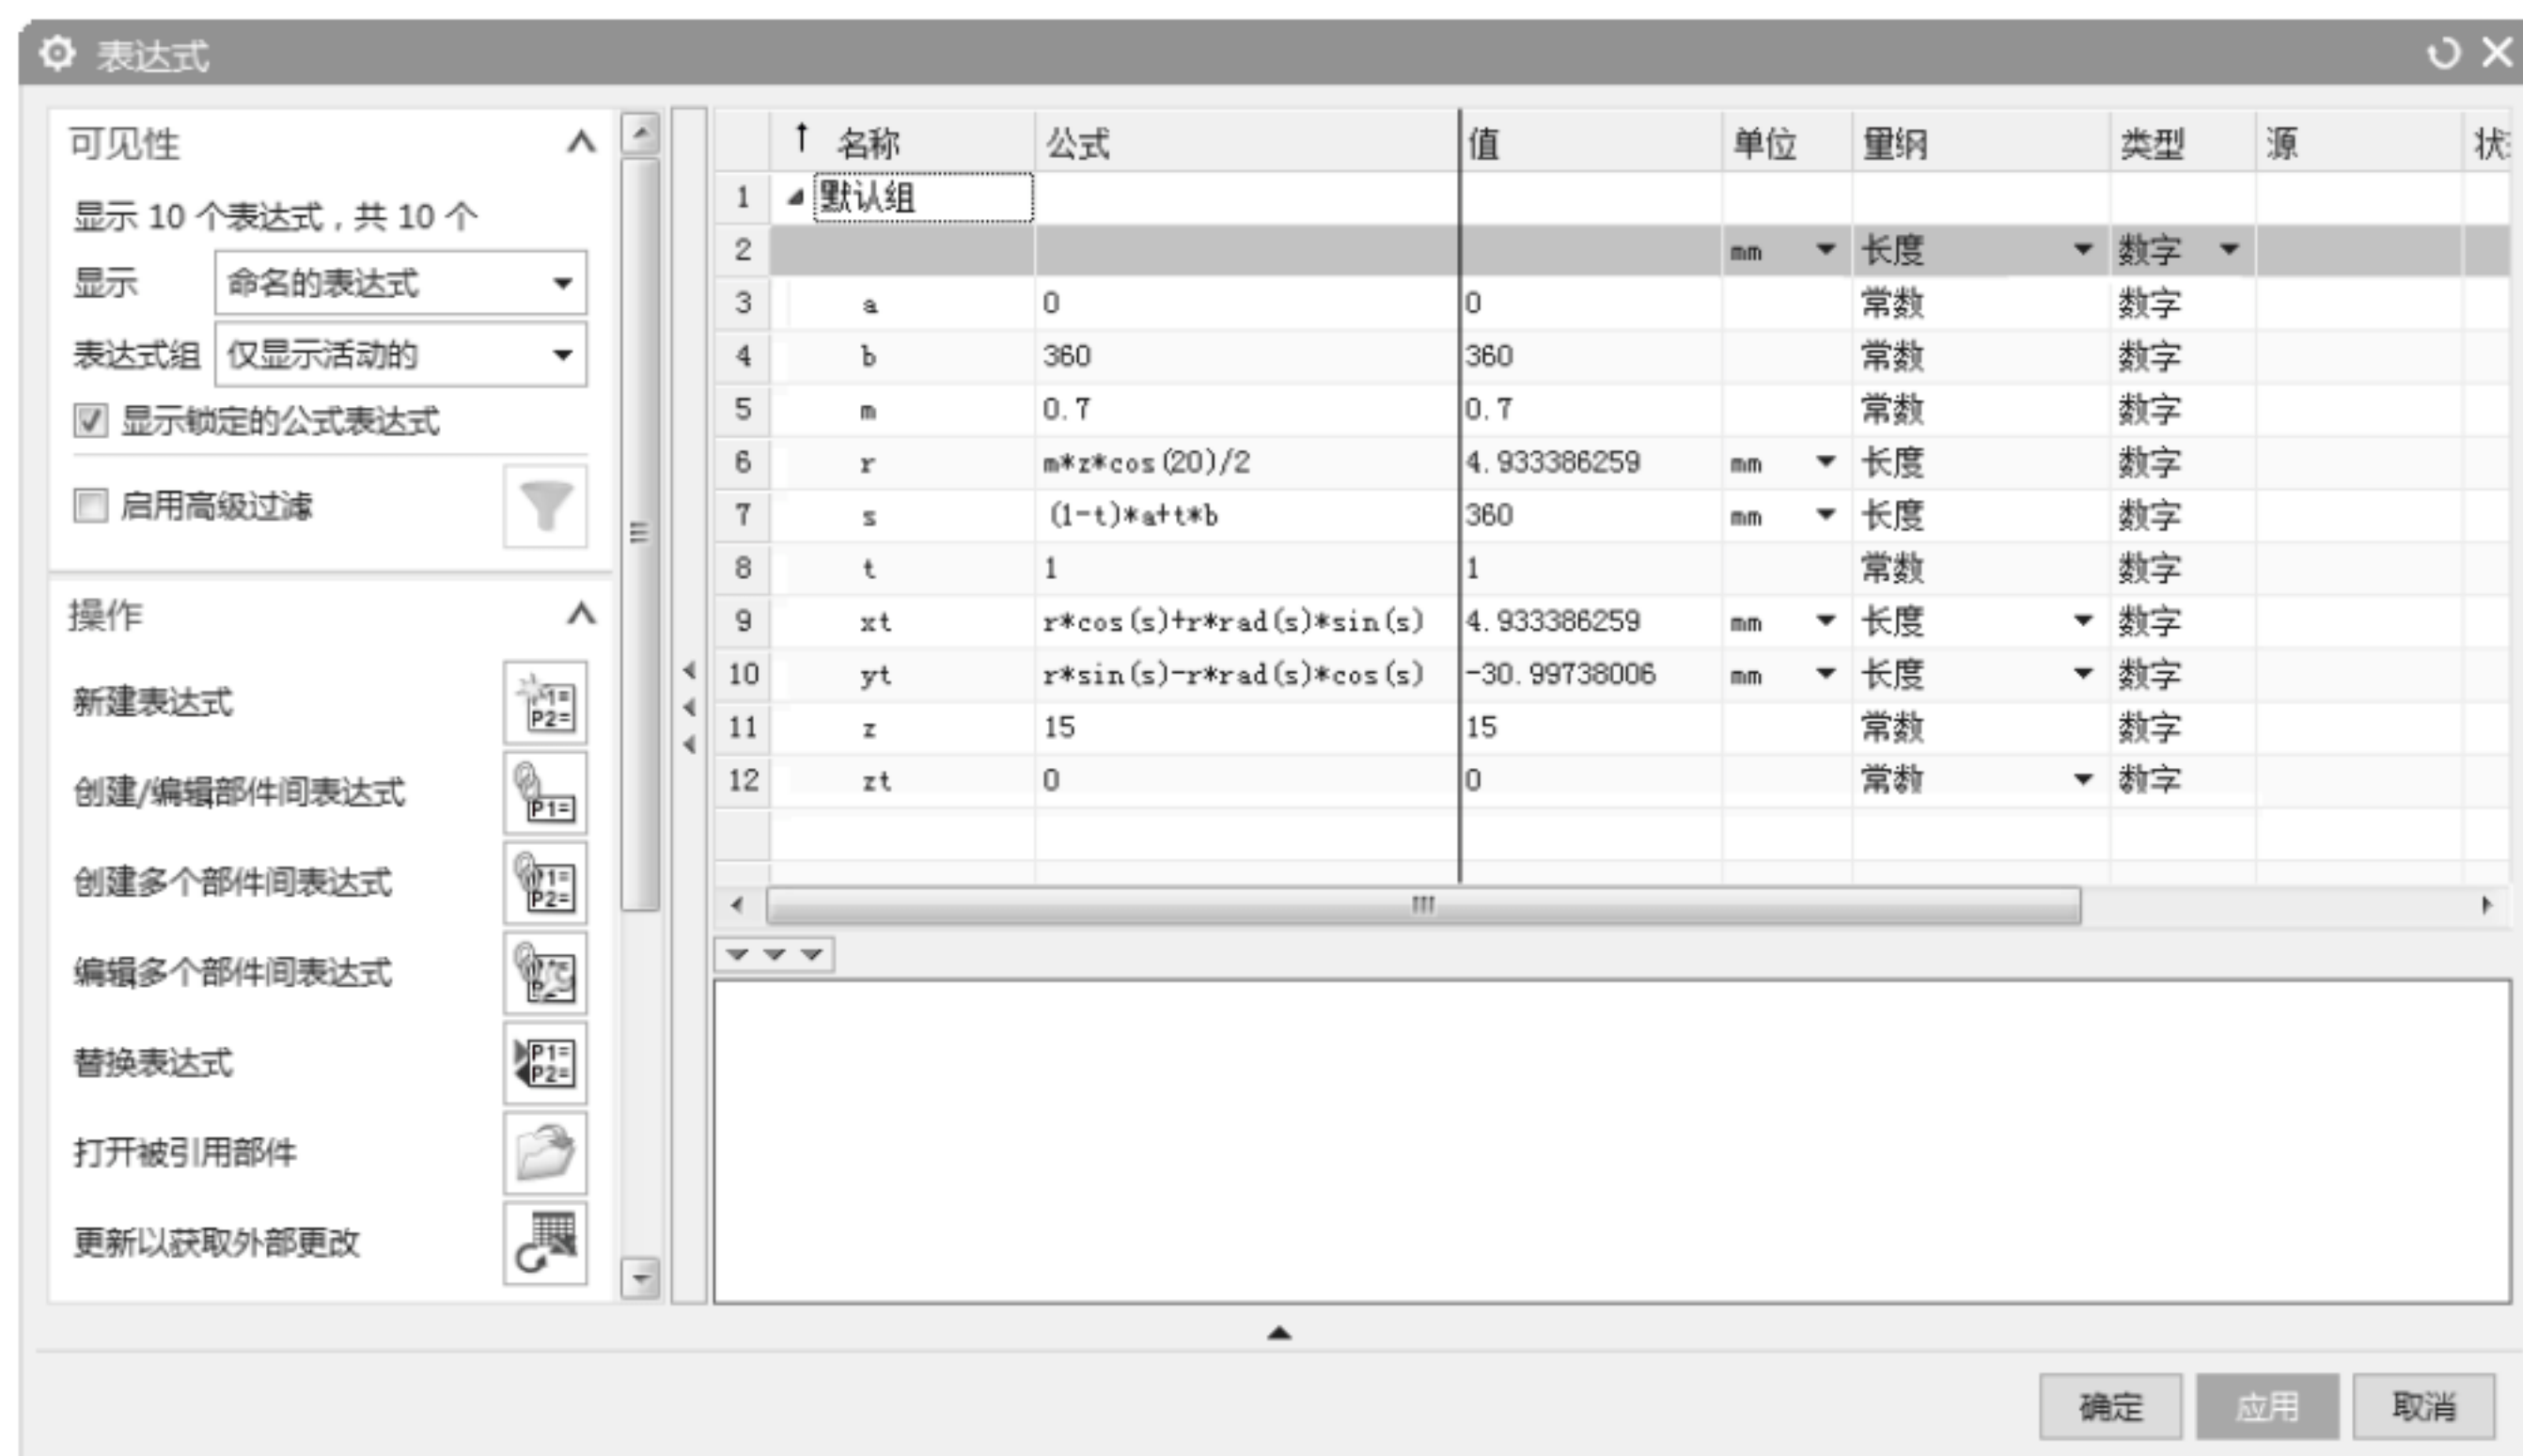 表达式
可见性
显示 10 个表达式，共 10 个
显示 命名的表达式
表达式组 仅显示活动的
显示锁定的公式表达式
启用高级过滤
操作
新建表达式
P1=
P2=
创建/编辑部件间表达式
P1=
创建多个部件间表达式
P1=
P2=
编辑多个部件间表达式
替换表达式
P1=
P2=
打开被引用部件
更新以获取外部更改
↑ 名称 公式 值 单位 量纲 类型 源
1 默认组
2 mm 长度 数字
3 a 0 0 常数 数字
4 b 360 360 常数 数字
5 m 0.7 0.7 常数 数字
6 r m*z*cos(20)/2 4.933386259 mm 长度 数字
7 s (1-t)*a+t*b 360 mm 长度 数字
8 t 1 1 常数 数字
9 xt r*cos(s)+r*rad(s)*sin(s) 4.933386259 mm 长度 数字
10 yt r*sin(s)-r*rad(s)*cos(s) -30.99738006 mm 长度 数字
11 z 15 15 常数 数字
12 zt 0 0 常数 数字
确定 应用 取消